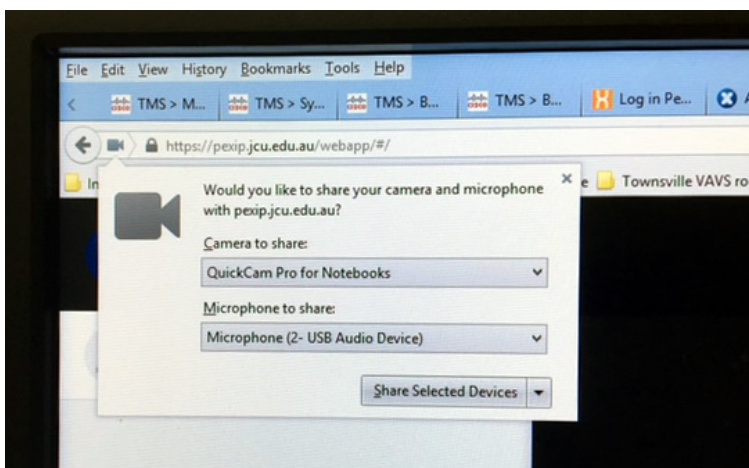 File Edit View History Bookmarks Tools Help
TMS > M... TMS > Sy... TMS > B... TMS > B... Log in Pe...
https://pexip.jcu.edu.au/webapp/#/
In e Townsville VAVS ro
Would you like to share your camera and microphone
with pexip.jcu.edu.au?
Camera to share:
QuickCam Pro for Notebooks
Microphone to share:
Microphone (2- USB Audio Device)
Share Selected Devices